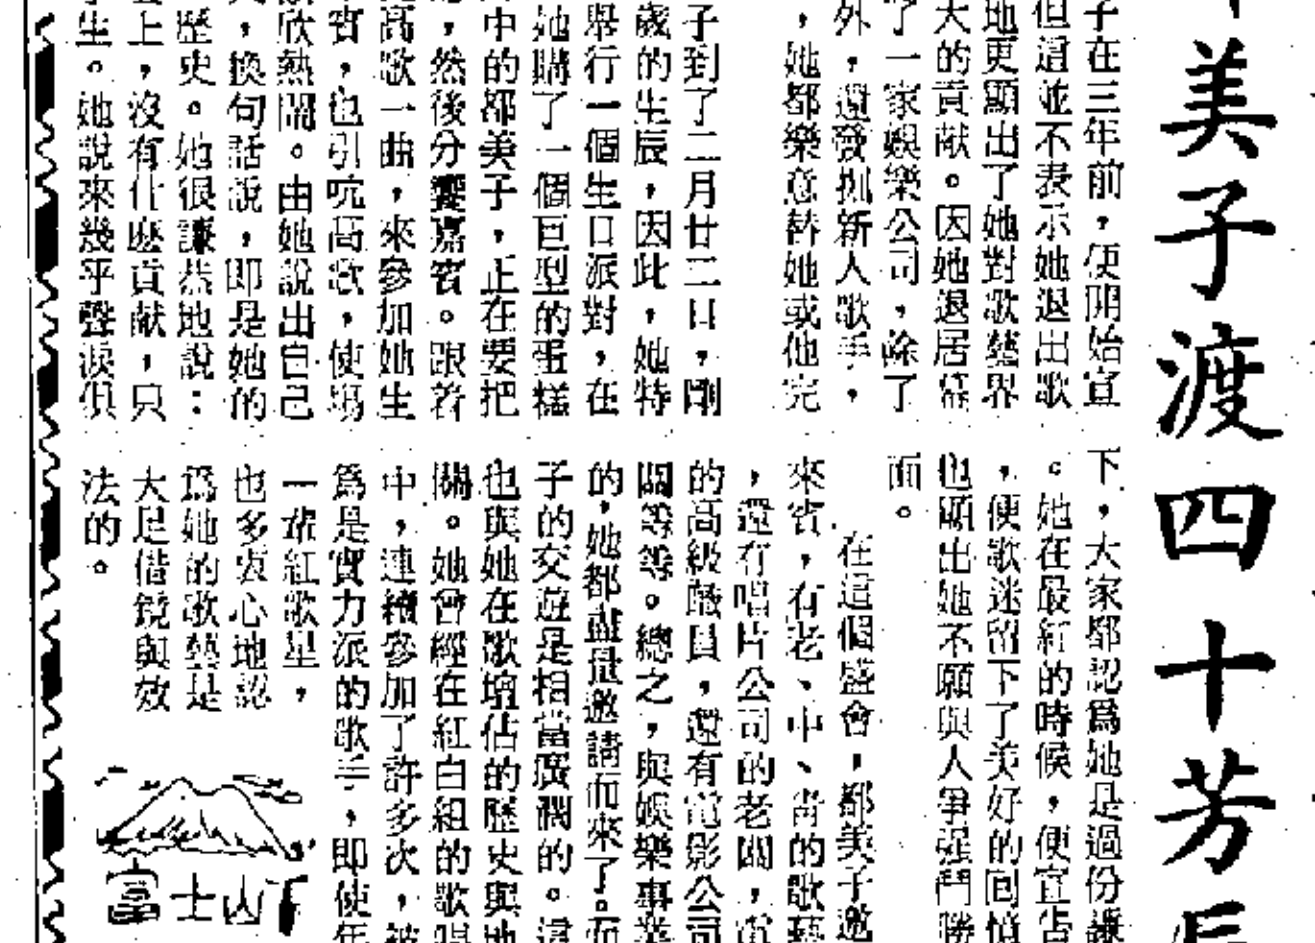 美子渡四十芳辰
子在三年前，便開始宣
但這並不表示她退出歌
地更顯出了她對歌藝界
大的貢献。因她退居幕
了一家娛樂公司，除了
外，還發掘新人歌手，
，她都樂意替她或他完
子到了二月廿二日，剛
歲的生辰，因此，她特
舉行一個生日派對，在
她購了一個巨型的蛋糕
中的都美子，正在要把
，然後分饗嘉賓。跟着
高歌一曲，來參加她生
賓，也引吭高歌，使場
欣熱鬧。由她說出自己
，換句話說，即是她的
歷史。她很謙恭地說：
上，沒有什麽貢献，只
生。她說來幾乎聲淚俱
下，大家都認爲她是過份謙
。她在最紅的時候，便宣佈
，便歌迷留下了美好的回憶
也顯出她不願與人爭强鬥勝
面。
在這個盛會，都美子邀
來賓，有老、中、靑的歌藝
，還有唱片公司的老闆，電
的高級職員，還有電影公司
闆等等。總之，與娛樂事業
的，她都盡量邀請而來了。而
子的交遊是相當廣濶的。這
也與她在歌壇佔的歷史與地
關。她會經在紅白組的歌唱
中，連續參加了許多次，被
爲是實力派的歌手，即使年
一輩紅歌星，
也多衷心地認
爲她的歌藝是
大足借鏡與效
法的。
富士山下